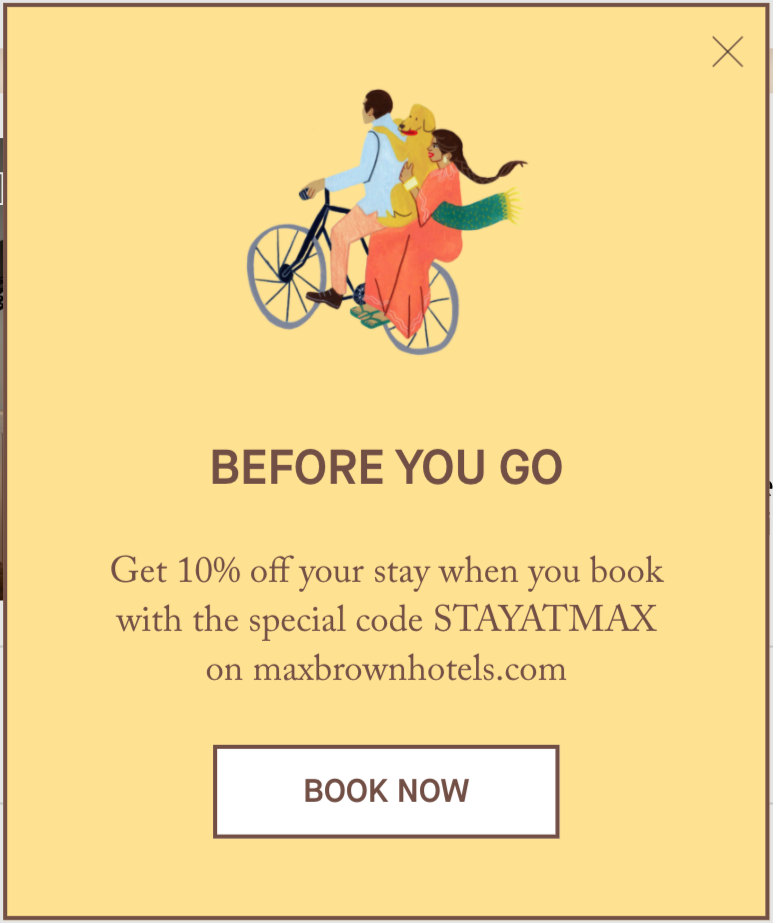 BEFORE YOU GO
Get 10% off your stay when you book
with the special code STAYATMAX
on maxbrownhotels.com
BOOK NOW